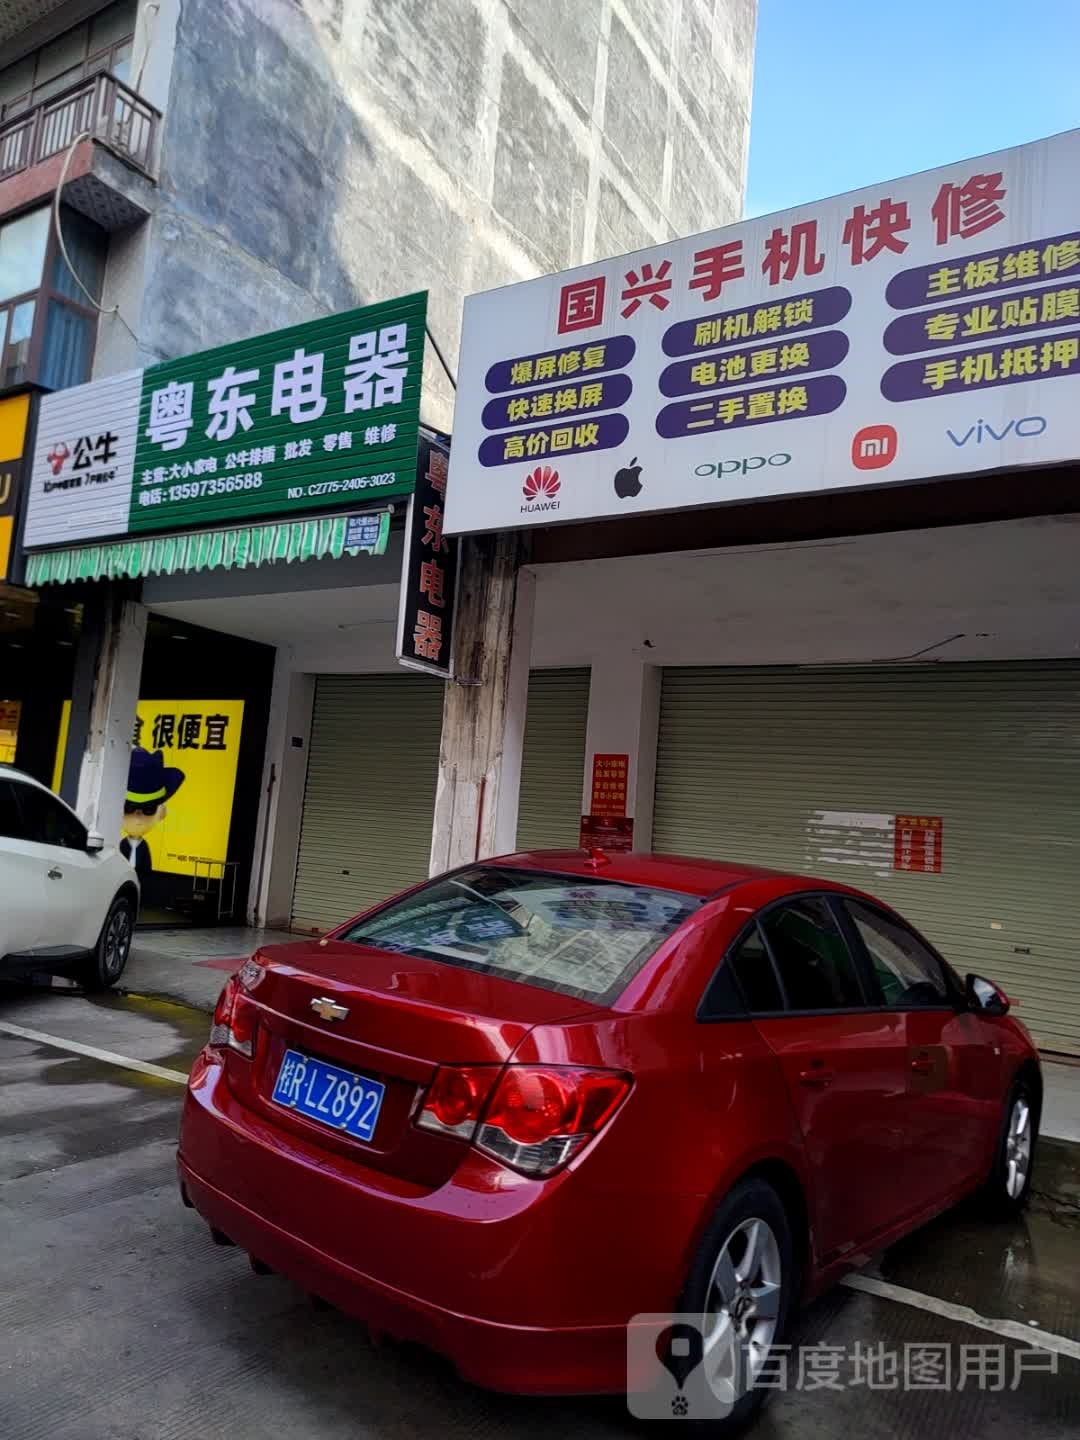 国兴手机快修
爆屏修复
刷机解锁
主板维修
快速换屏
电池更换
专业贴膜
高价回收
二手置换
手机抵押
HUAWEI
oppo
mi
vivo
公牛
粤东电器
主营:大小家电 公牛排插 批发 零售 维修
电话:13597356588
NO.CZ775-2405-3023
粤东电器
U
很便宜
大小家电
桂R·LZ892
百度地图用户